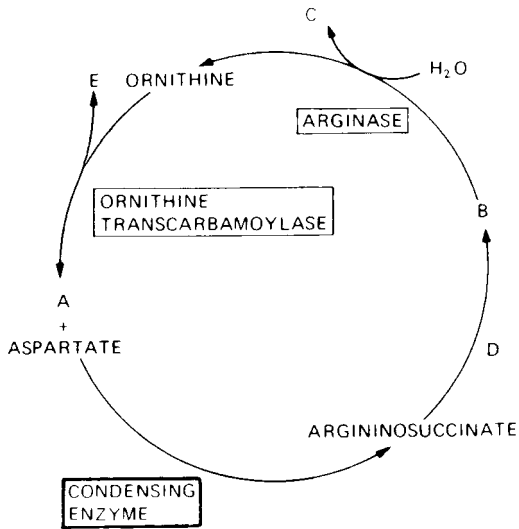 C
H₂O
E ORNITHINE
ARGINASE
ORNITHINE
TRANSCARBAMOYLASE
B
A
+
ASPARTATE
D
ARGININOSUCCINATE
CONDENSING
ENZYME